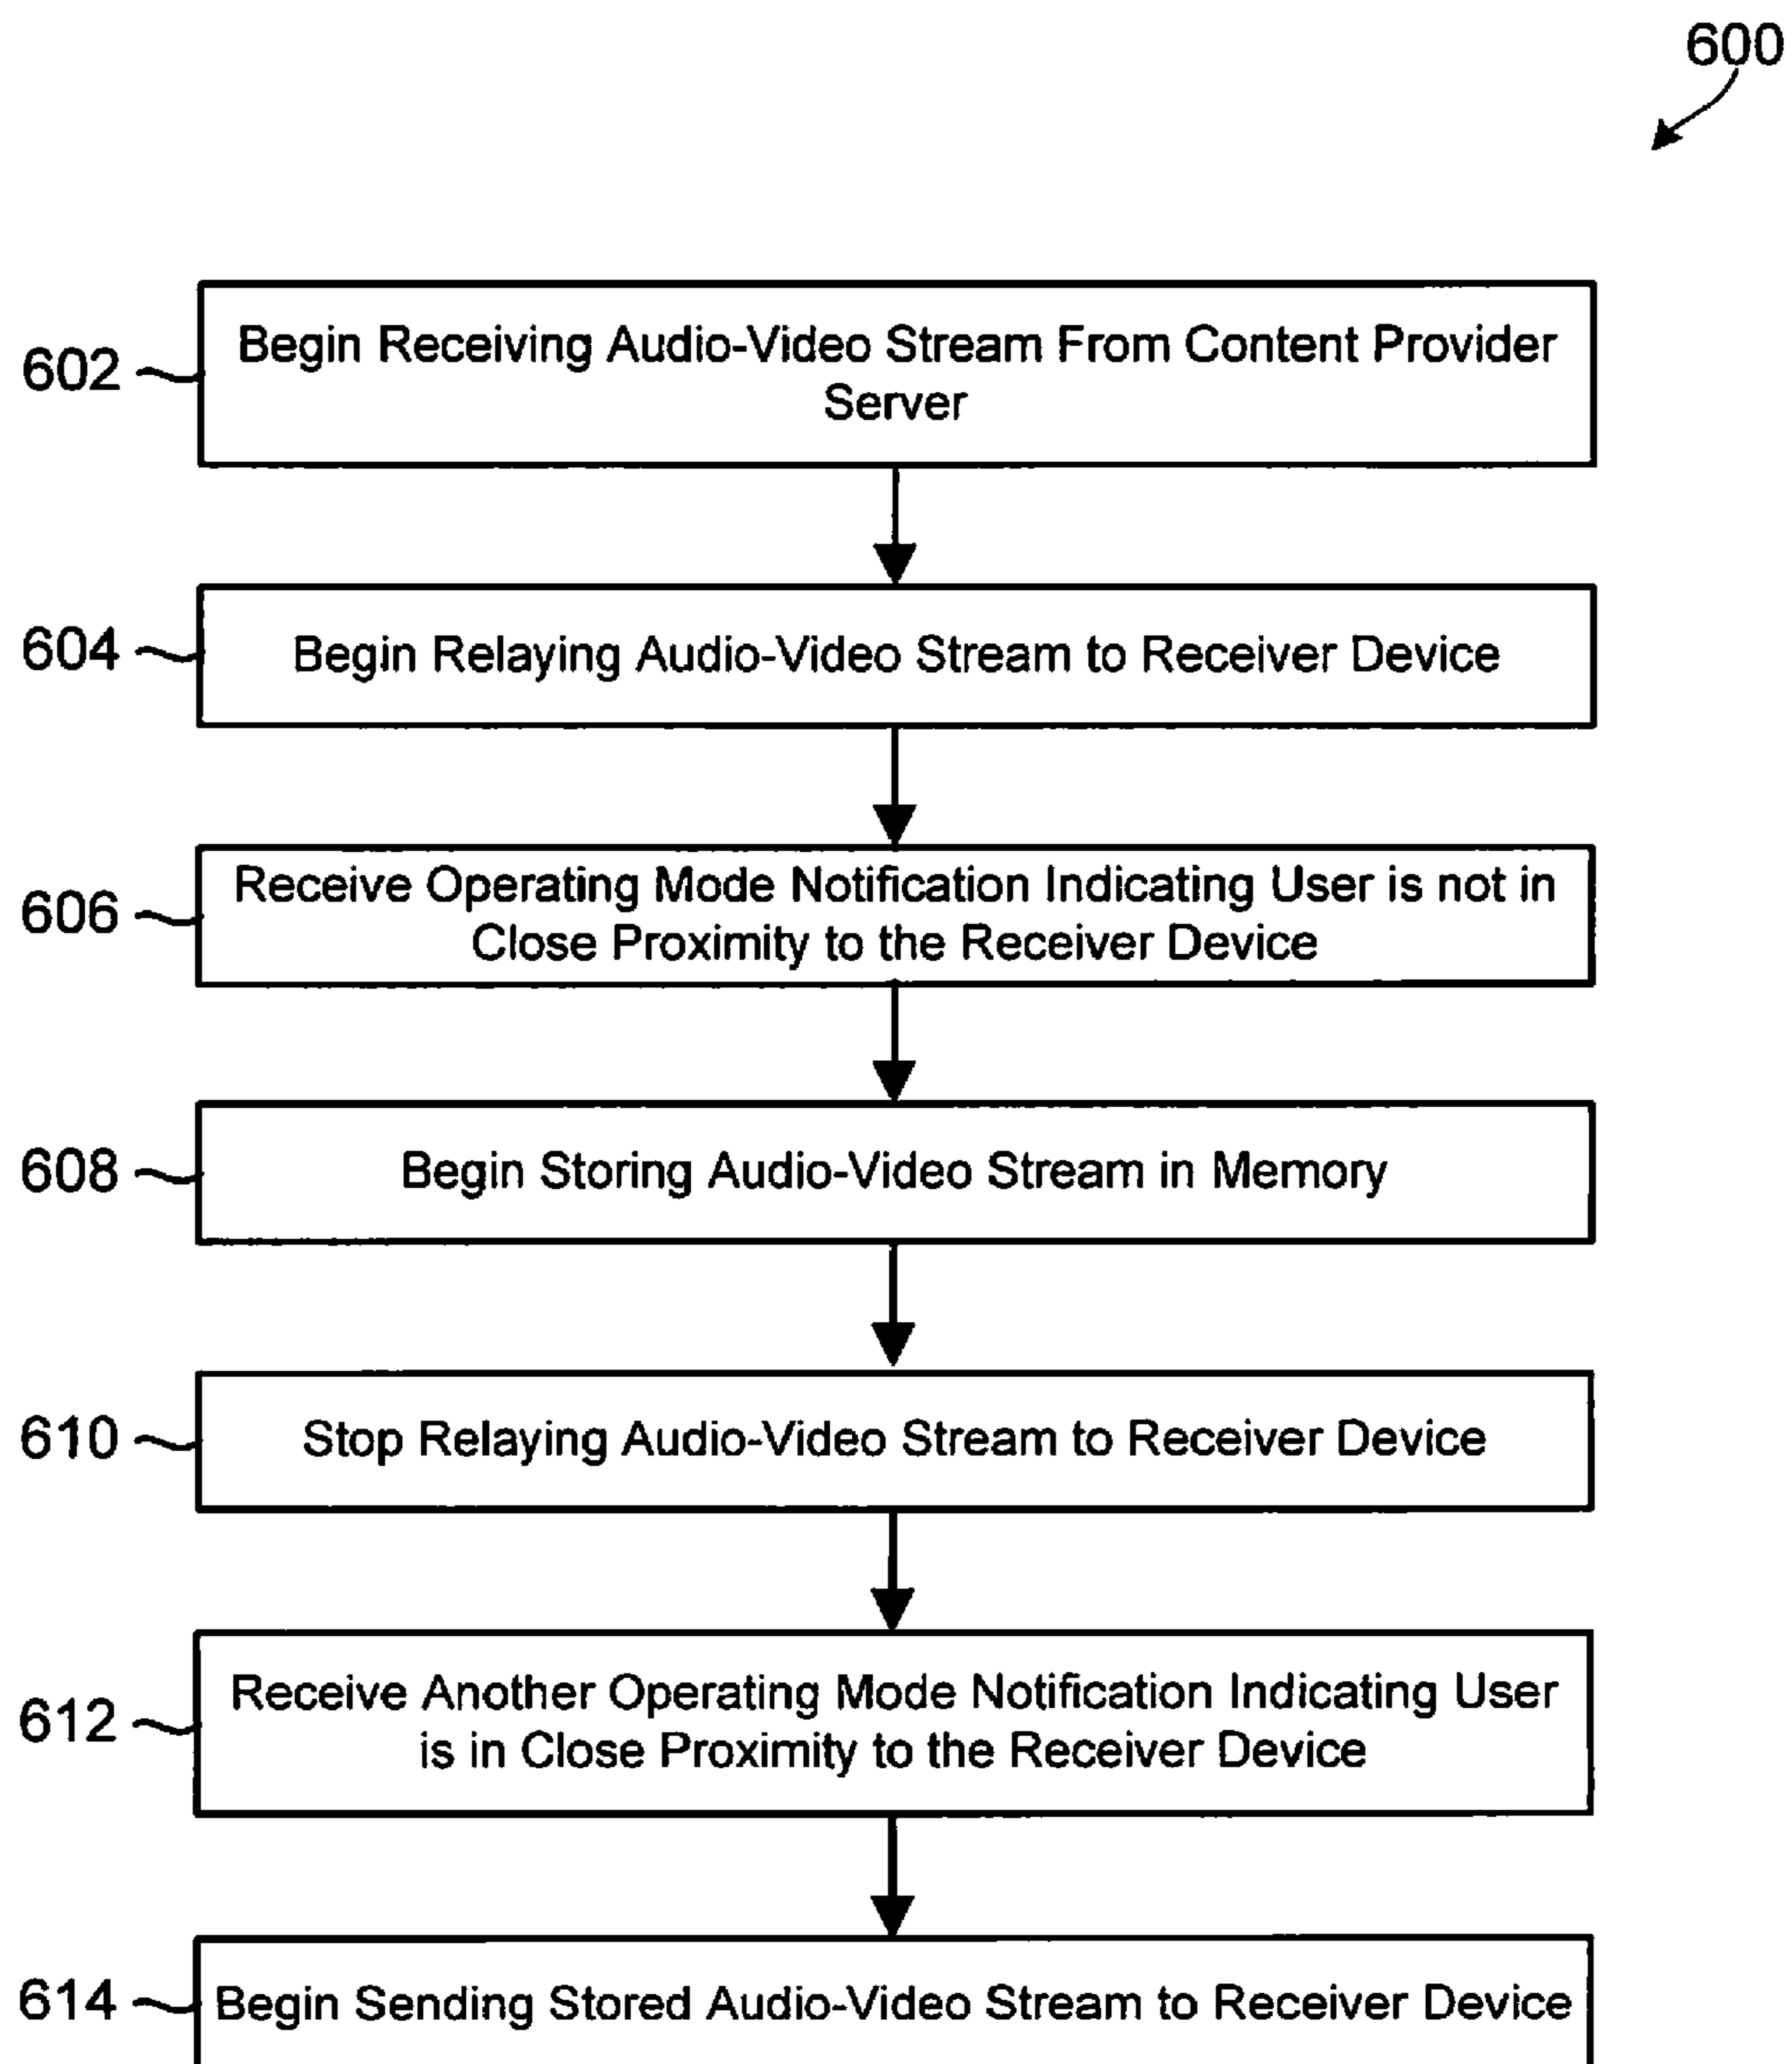 600
602
Begin Receiving Audio-Video Stream From Content Provider
Server
604
Begin Relaying Audio-Video Stream to Receiver Device
606
Receive Operating Mode Notification Indicating User is not in
Close Proximity to the Receiver Device
608
Begin Storing Audio-Video Stream in Memory
610
Stop Relaying Audio-Video Stream to Receiver Device
612
Receive Another Operating Mode Notification Indicating User
is in Close Proximity to the Receiver Device
614
Begin Sending Stored Audio-Video Stream to Receiver Device